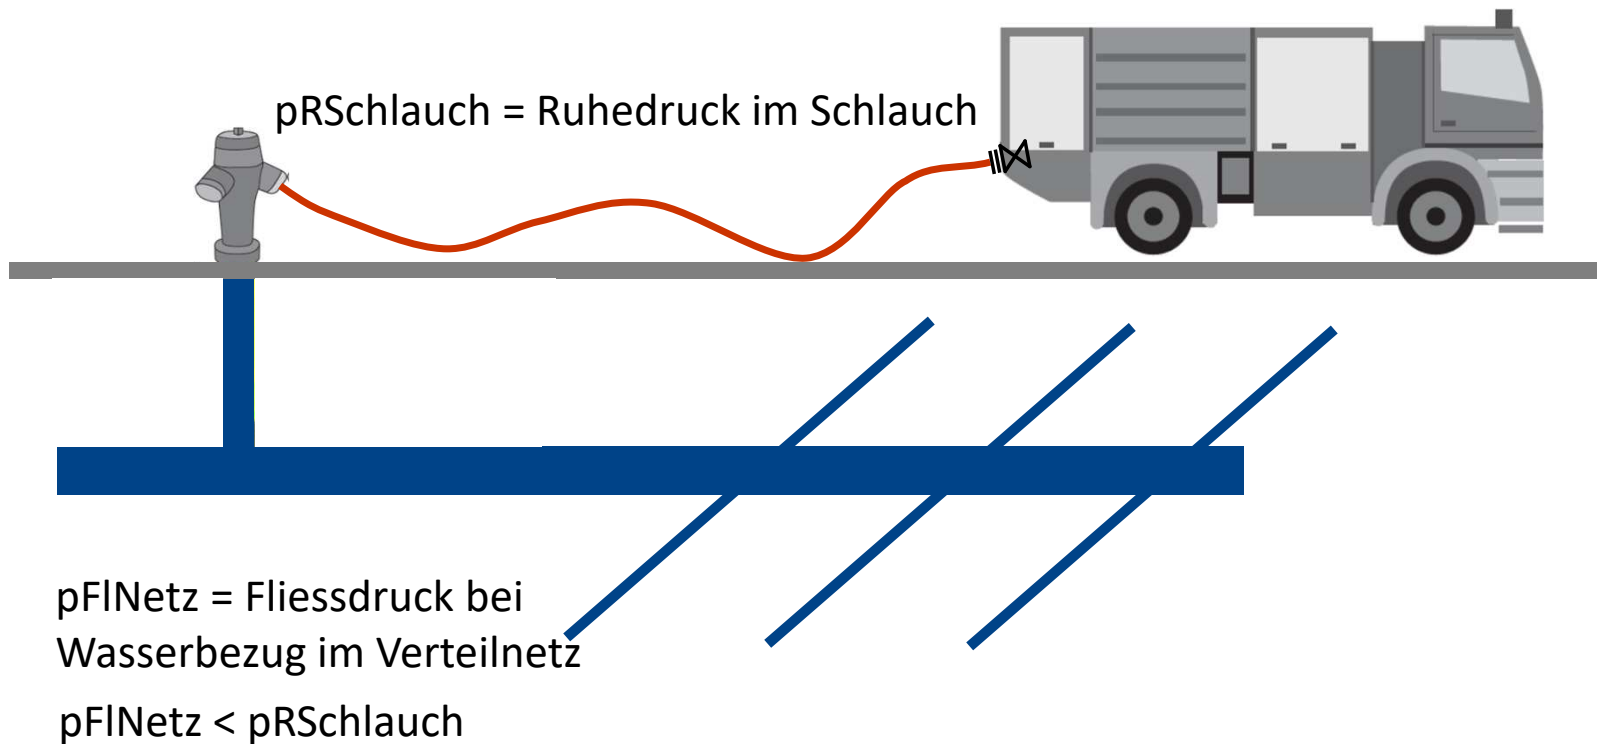 pRSchlauch = Ruhedruck im Schlauch
pFlNetz = Fliessdruck bei
Wasserbezug im Verteilnetz
pFlNetz < pRSchlauch